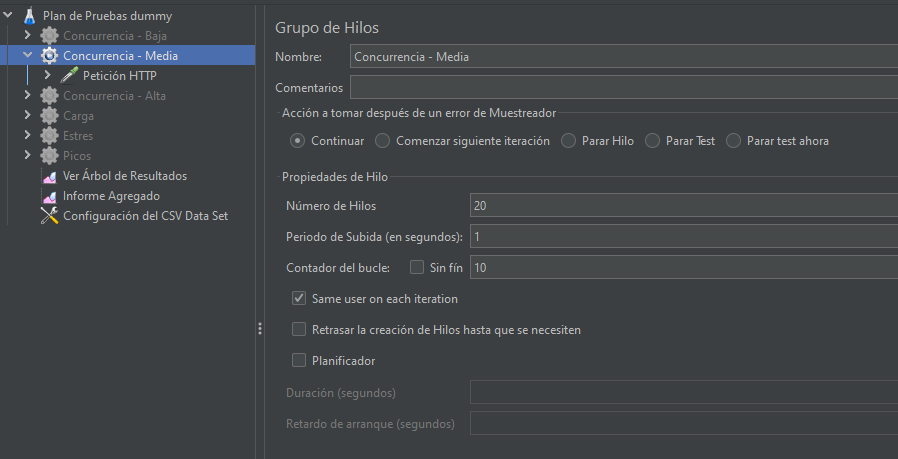 Plan de Pruebas dummy
Concurrencia - Baja
Concurrencia - Media
Petición HTTP
Concurrencia - Alta
Carga
Estres
Picos
Ver Árbol de Resultados
Informe Agregado
Configuración del CSV Data Set
Grupo de Hilos
Nombre: Concurrencia - Media
Comentarios
Acción a tomar después de un error de Muestreador
Continuar Comenzar siguiente iteración Parar Hilo Parar Test Parar test ahora
Propiedades de Hilo
Número de Hilos 20
Periodo de Subida (en segundos): 1
Contador del bucle: Sin fín 10
Same user on each iteration
Retrasar la creación de Hilos hasta que se necesiten
Planificador
Duración (segundos)
Retardo de arranque (segundos)